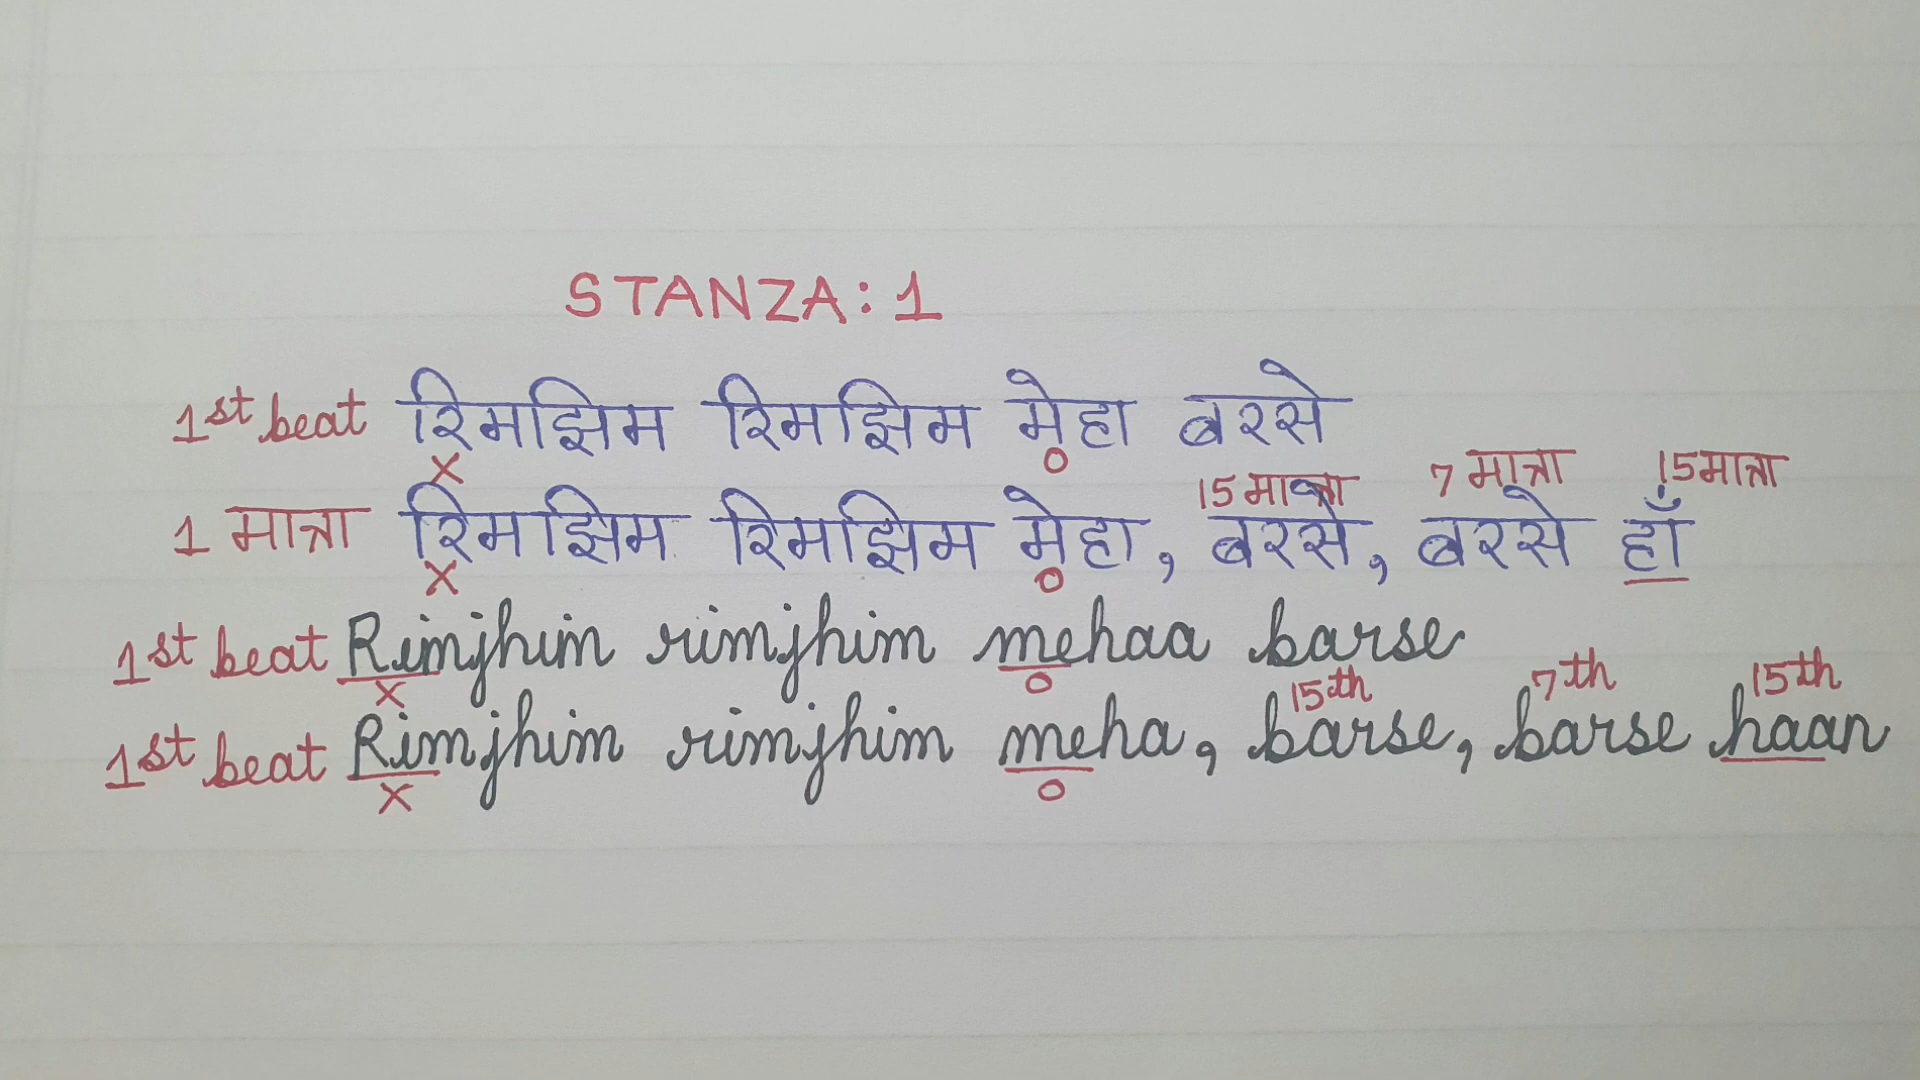 STANZA: 1
1st beat रिमझिम रिमझिम मेहा बरसे
x o
15 मात्रा 7 मात्रा 15 मात्रा
1 मात्रा रिमझिम रिमझिम मेहा, बरसे, बरसे हाँ
x o
1st beat Rimjhim rimjhim mehaa barse
x o 15th 7th 15th
1st beat Rimjhim rimjhim meha, barse, barse haan
x o